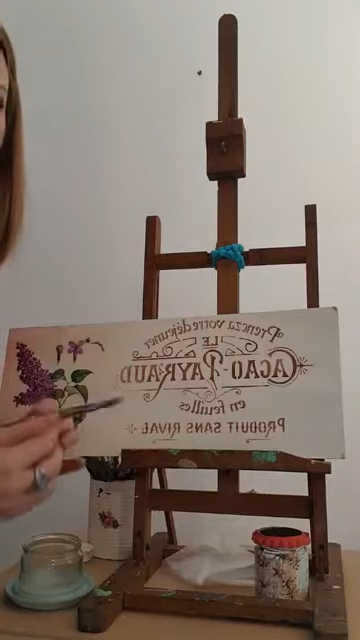 Prenez à votre déjeuner
LE
CACAO-PAYRAUD
en feuilles
PRODUIT SANS RIVAL